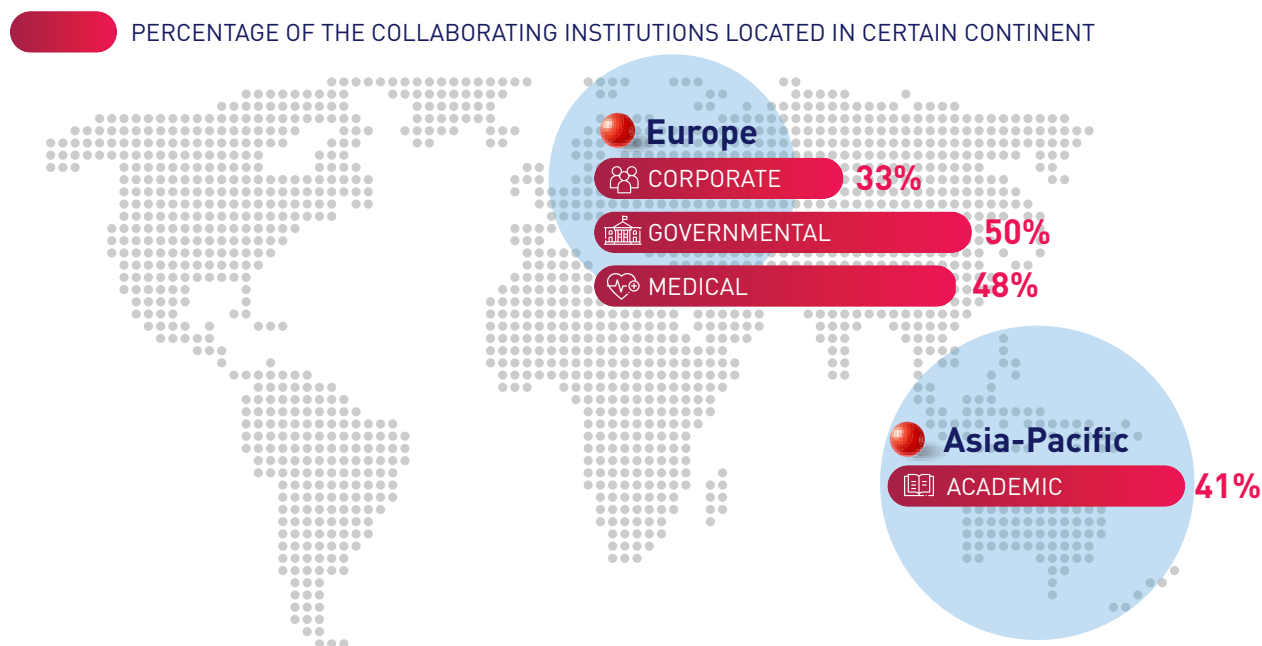 PERCENTAGE OF THE COLLABORATING INSTITUTIONS LOCATED IN CERTAIN CONTINENT
Europe
CORPORATE 33%
GOVERNMENTAL 50%
MEDICAL 48%
Asia-Pacific
ACADEMIC 41%